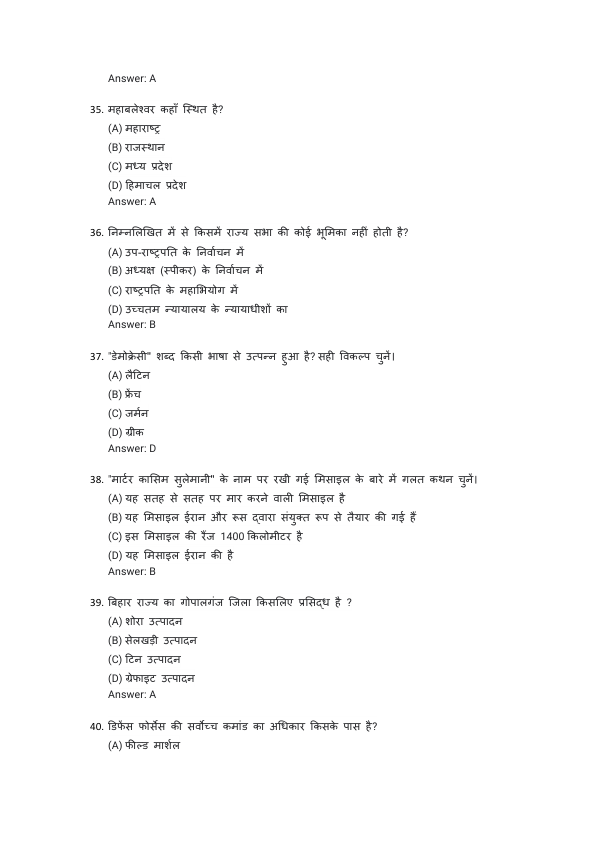 Answer: A
35. महाबलेश्वर कहाँ स्थित है?
(A) महाराष्ट्र
(B) राजस्थान
(C) मध्य प्रदेश
(D) हिमाचल प्रदेश
Answer: A
36. निम्नलिखित में से किसमें राज्य सभा की कोई भूमिका नहीं होती है?
(A) उप-राष्ट्रपति के निर्वाचन में
(B) अध्यक्ष (स्पीकर) के निर्वाचन में
(C) राष्ट्रपति के महाभियोग में
(D) उच्चतम न्यायालय के न्यायाधीशों का
Answer: B
37. "डेमोक्रेसी" शब्द किसी भाषा से उत्पन्न हुआ है? सही विकल्प चुनें।
(A) लैटिन
(B) फ्रेंच
(C) जर्मन
(D) ग्रीक
Answer: D
38. "मार्टर कासिम सुलेमानी" के नाम पर रखी गई मिसाइल के बारे में गलत कथन चुनें।
(A) यह सतह से सतह पर मार करने वाली मिसाइल है
(B) यह मिसाइल ईरान और रूस द्वारा संयुक्त रूप से तैयार की गई हैं
(C) इस मिसाइल की रैंज 1400 किलोमीटर है
(D) यह मिसाइल ईरान की है
Answer: B
39. बिहार राज्य का गोपालगंज जिला किसलिए प्रसिद्ध है ?
(A) शोरा उत्पादन
(B) सेलखड़ी उत्पादन
(C) टिन उत्पादन
(D) ग्रेफाइट उत्पादन
Answer: A
40. डिफेंस फोर्सेस की सर्वोच्च कमांड का अधिकार किसके पास है?
(A) फील्ड मार्शल